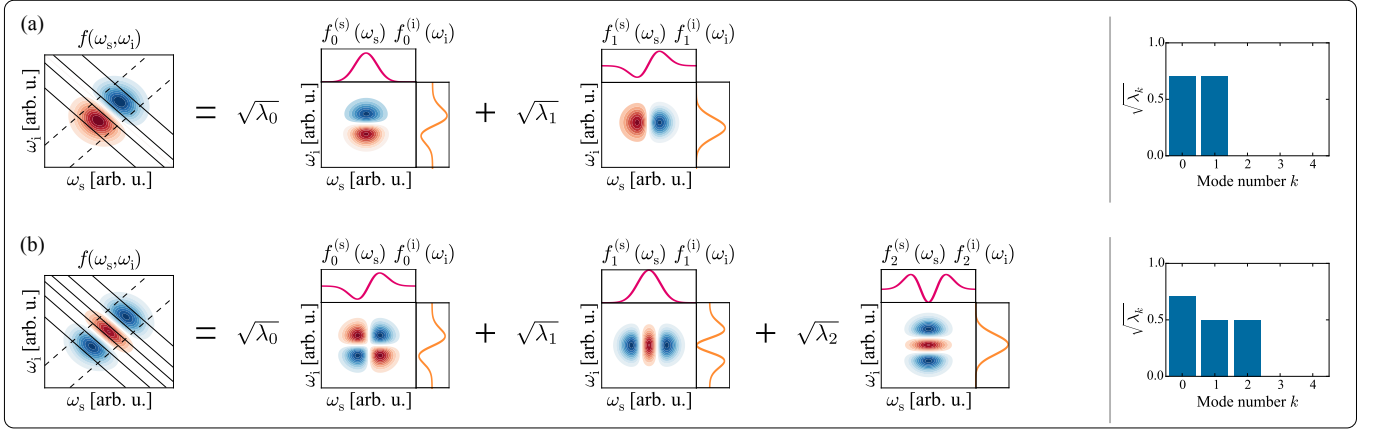 (a)
f(ωs,ωi)
ωi [arb. u.]
ωs [arb. u.]
=
√λ0
f0(s)(ωs) f0(i)(ωi)
ωi [arb. u.]
ωs [arb. u.]
+
√λ1
f1(s)(ωs) f1(i)(ωi)
ωi [arb. u.]
ωs [arb. u.]
√λk
1.0
0.5
0.0
0 1 2 3 4
Mode number k
(b)
f(ωs,ωi)
ωi [arb. u.]
ωs [arb. u.]
=
√λ0
f0(s)(ωs) f0(i)(ωi)
ωi [arb. u.]
ωs [arb. u.]
+
√λ1
f1(s)(ωs) f1(i)(ωi)
ωi [arb. u.]
ωs [arb. u.]
+
√λ2
f2(s)(ωs) f2(i)(ωi)
ωi [arb. u.]
ωs [arb. u.]
√λk
1.0
0.5
0.0
0 1 2 3 4
Mode number k